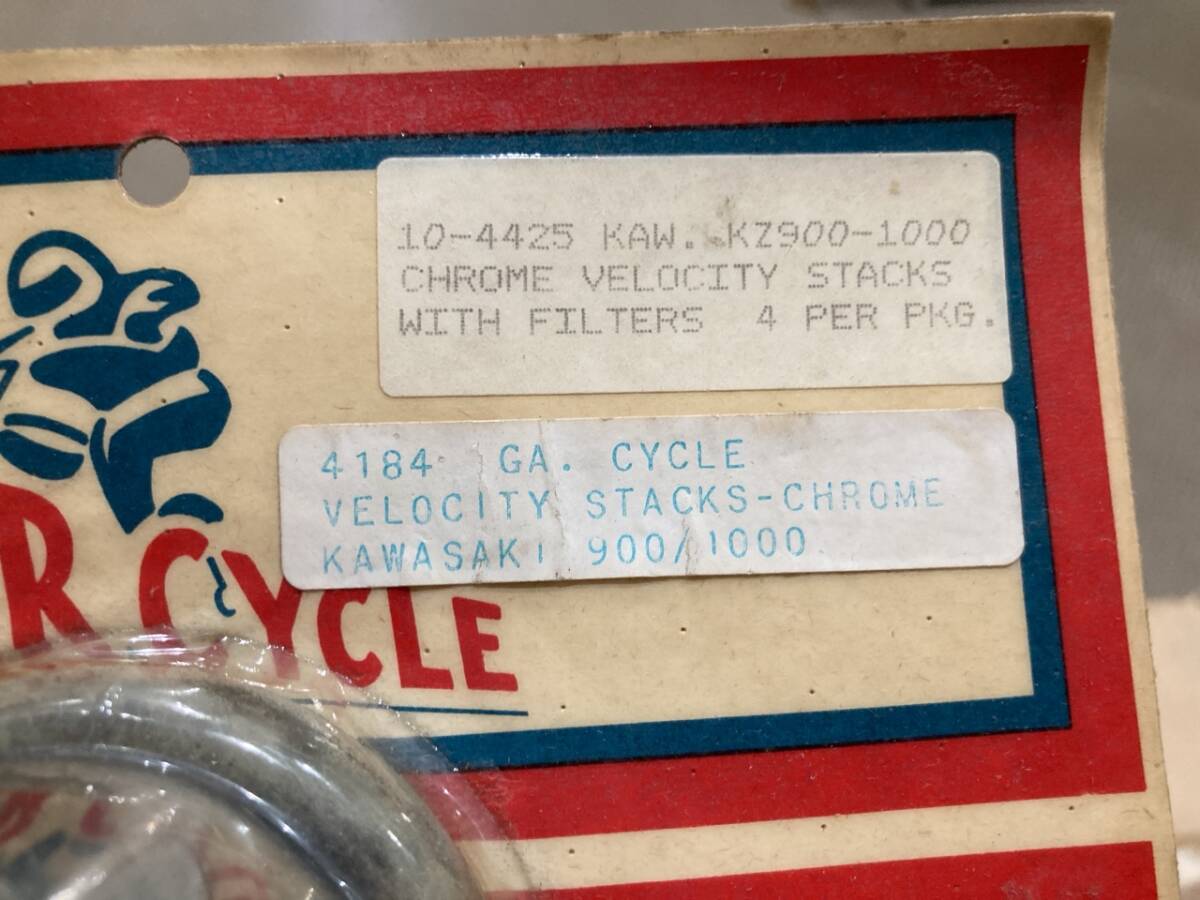 10-4425 KAW. KZ900-1000
CHROME VELOCITY STACKS
WITH FILTERS 4 PER PKG.
4184 GA. CYCLE
VELOCITY STACKS-CHROME
KAWASAKI 900/1000
CYCLE